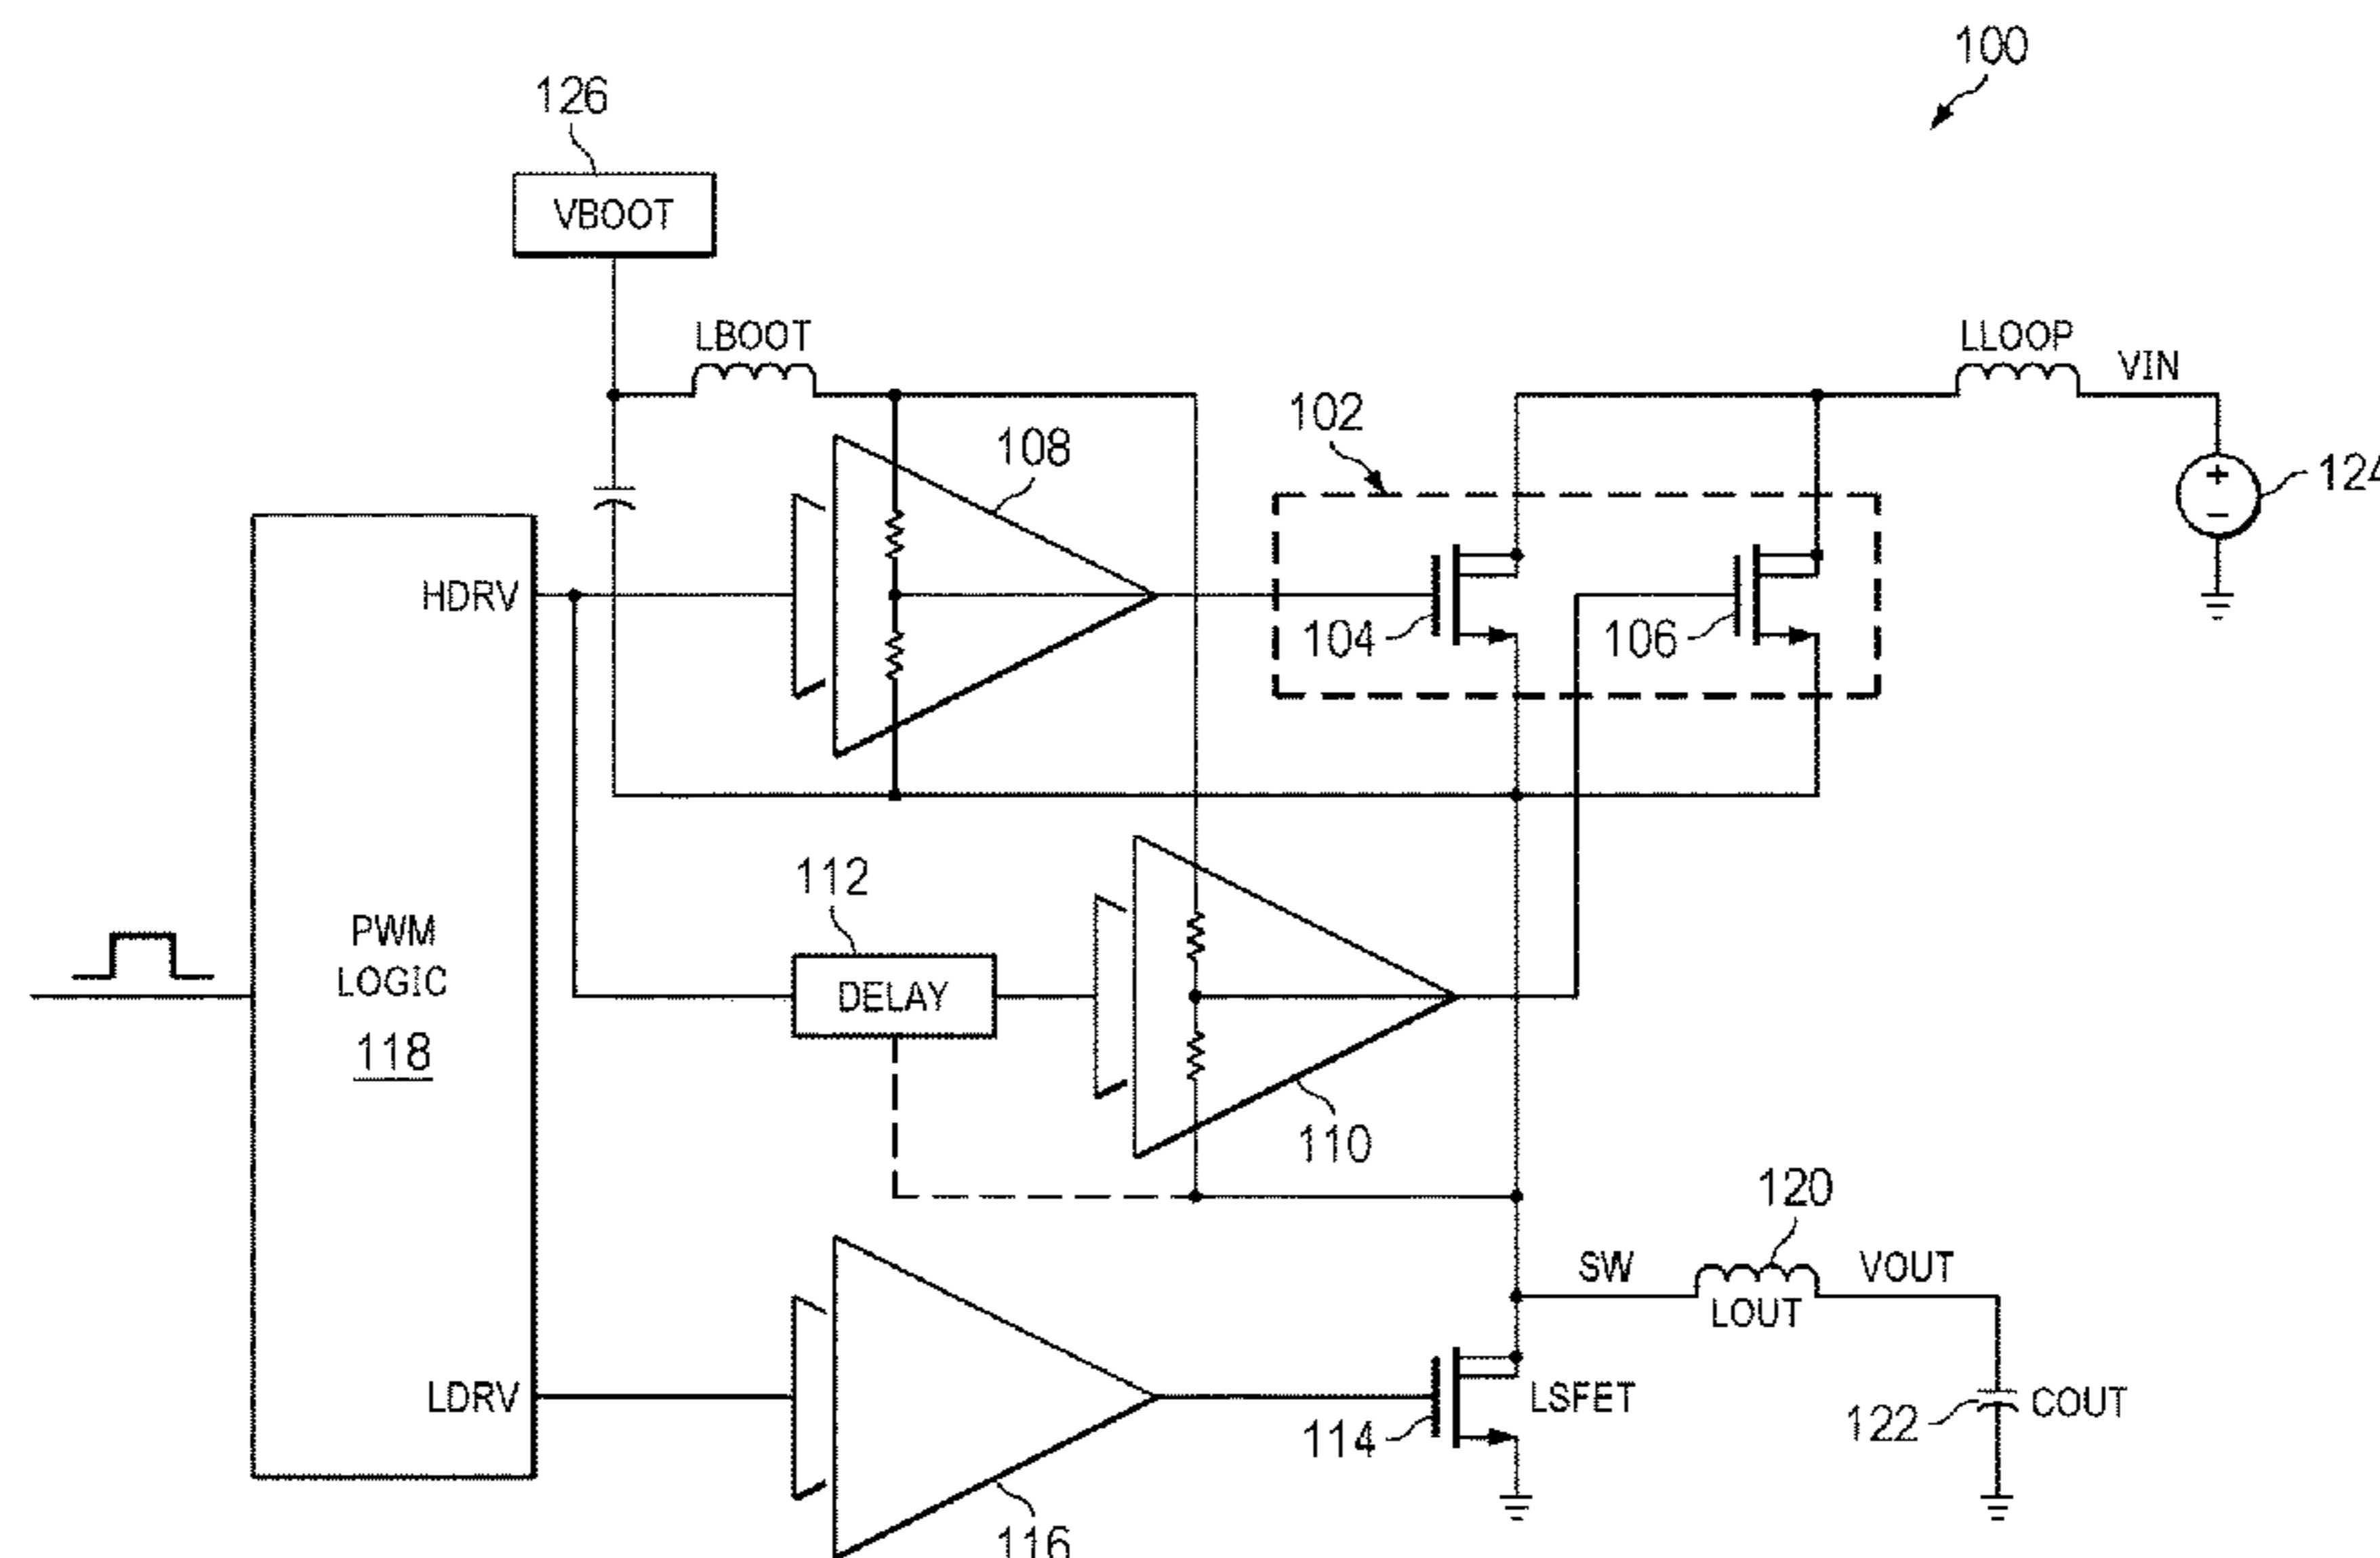 100
126
VBOOT
LBOOT
LLOOP
VIN
102
108
124
HDRV
104
106
112
PWM
LOGIC
118
DELAY
110
120
SW
VOUT
LOUT
LDRV
LSFET
114
122
COUT
116